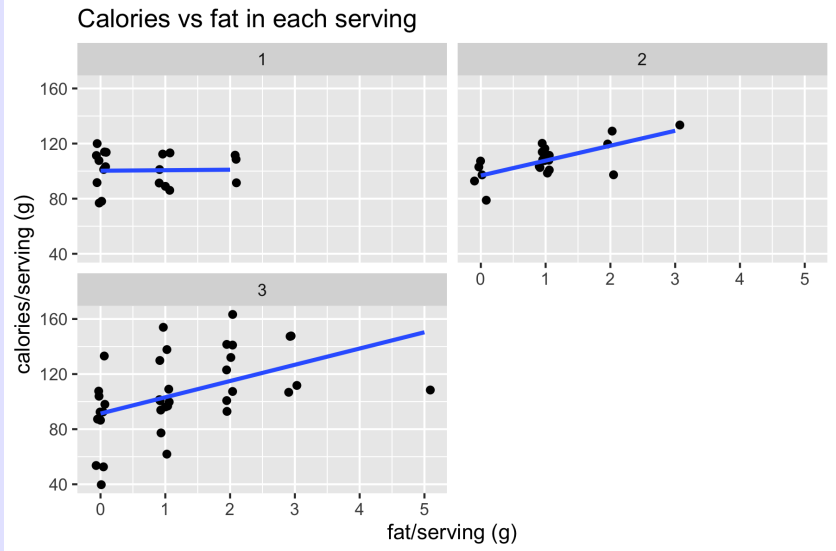 Calories vs fat in each serving
1
2
160
120
80
40
0 1 2 3 4 5
3
160
120
80
40
0 1 2 3 4 5
calories/serving (g)
fat/serving (g)